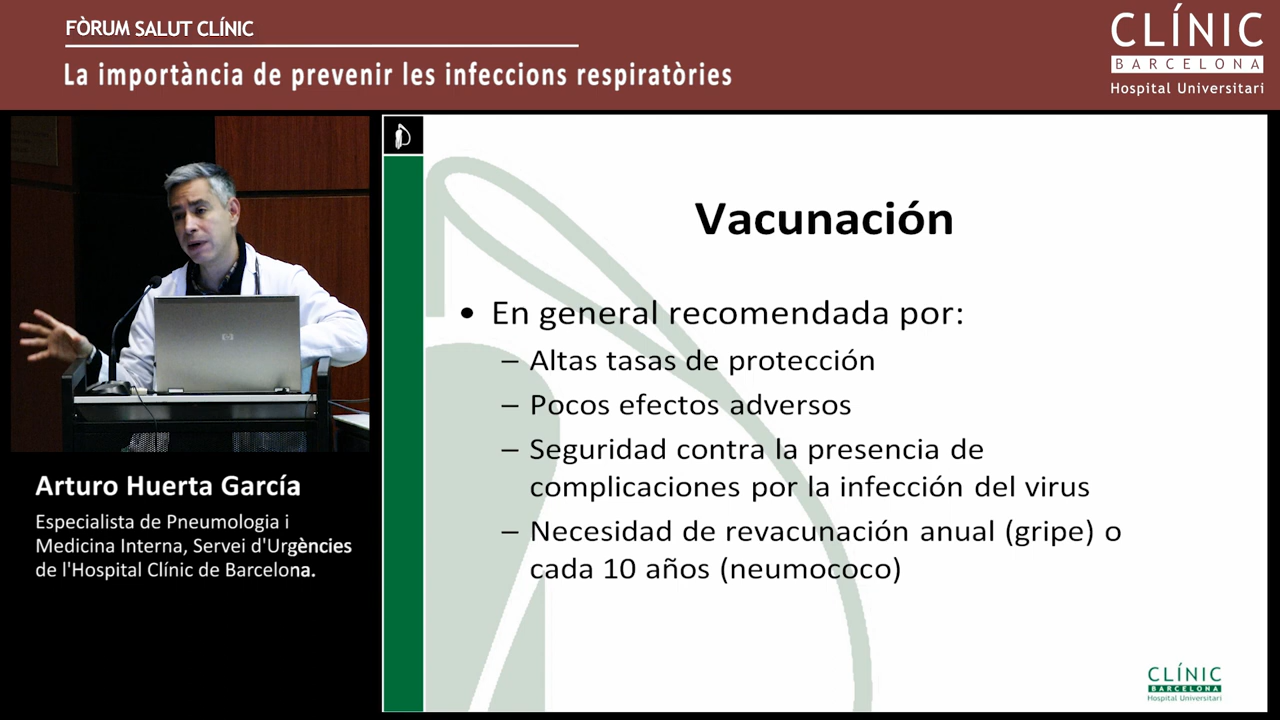 FÒRUM SALUT CLÍNIC
La importància de prevenir les infeccions respiratòries
CLÍNIC
BARCELONA
Hospital Universitari
Vacunación
• En general recomendada por:
– Altas tasas de protección
– Pocos efectos adversos
– Seguridad contra la presencia de
complicaciones por la infección del virus
– Necesidad de revacunación anual (gripe) o
cada 10 años (neumococo)
Arturo Huerta García
Especialista de Pneumologia i
Medicina Interna, Servei d'Urgències
de l'Hospital Clínic de Barcelona.
CLÍNIC
BARCELONA
Hospital Universitari